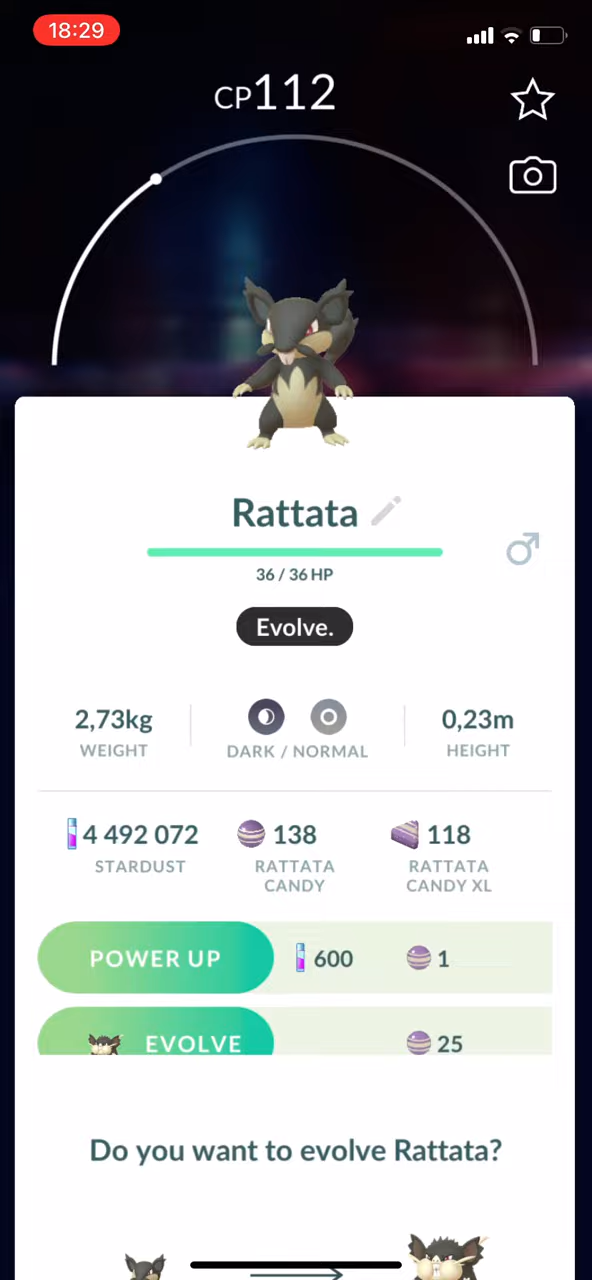 18:29
CP112
Rattata
36 / 36 HP
Evolve.
2,73kg
WEIGHT
DARK / NORMAL
0,23m
HEIGHT
4 492 072
STARDUST
138
RATTATA
CANDY
118
RATTATA
CANDY XL
POWER UP
600
1
EVOLVE
25
Do you want to evolve Rattata?